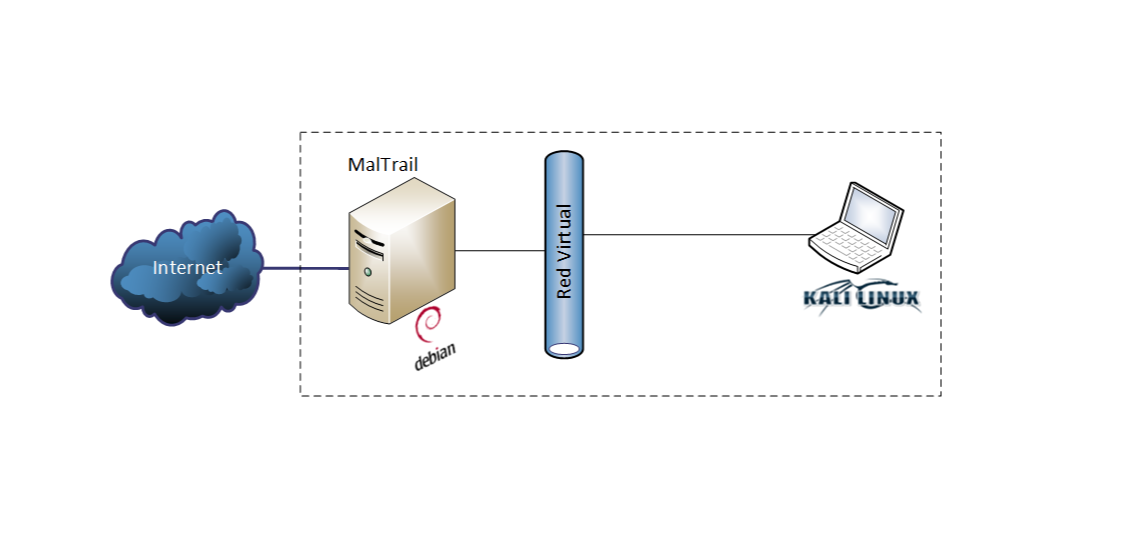 MalTrail
Internet
Red Virtual
debian
KALI LINUX